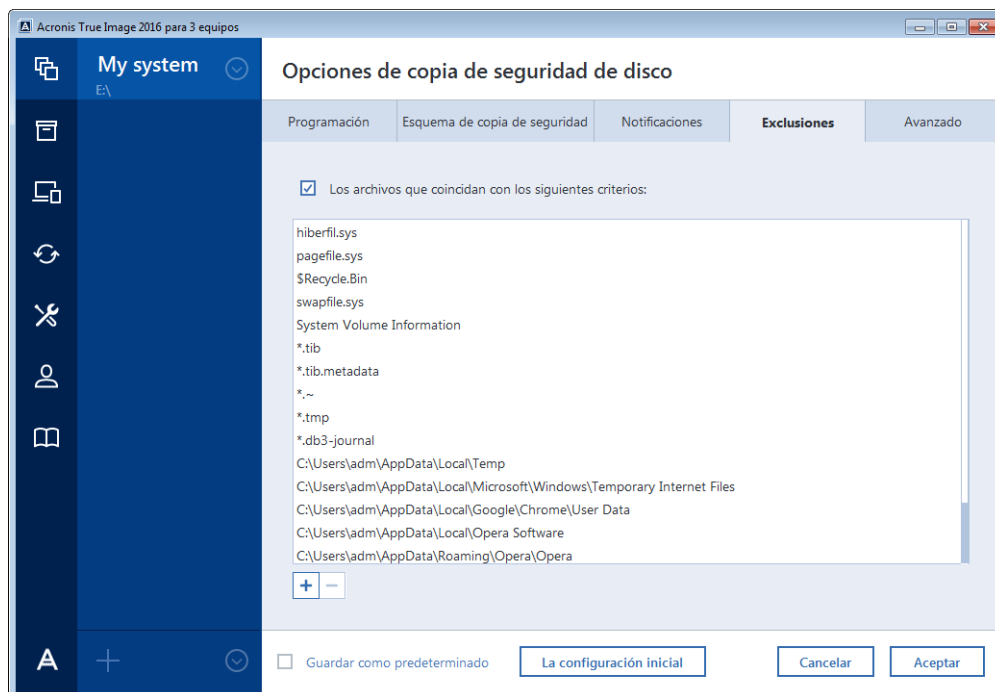 Acronis True Image 2016 para 3 equipos
My system
E:\
Opciones de copia de seguridad de disco
Programación
Esquema de copia de seguridad
Notificaciones
Exclusiones
Avanzado
Los archivos que coincidan con los siguientes criterios:
hiberfil.sys
pagefile.sys
$Recycle.Bin
swapfile.sys
System Volume Information
*.tib
*.tib.metadata
*.~
*.tmp
*.db3-journal
C:\Users\adm\AppData\Local\Temp
C:\Users\adm\AppData\Local\Microsoft\Windows\Temporary Internet Files
C:\Users\adm\AppData\Local\Google\Chrome\User Data
C:\Users\adm\AppData\Local\Opera Software
C:\Users\adm\AppData\Roaming\Opera\Opera
Guardar como predeterminado
La configuración inicial
Cancelar
Aceptar